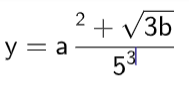 y = a 2 + √3b / 5³